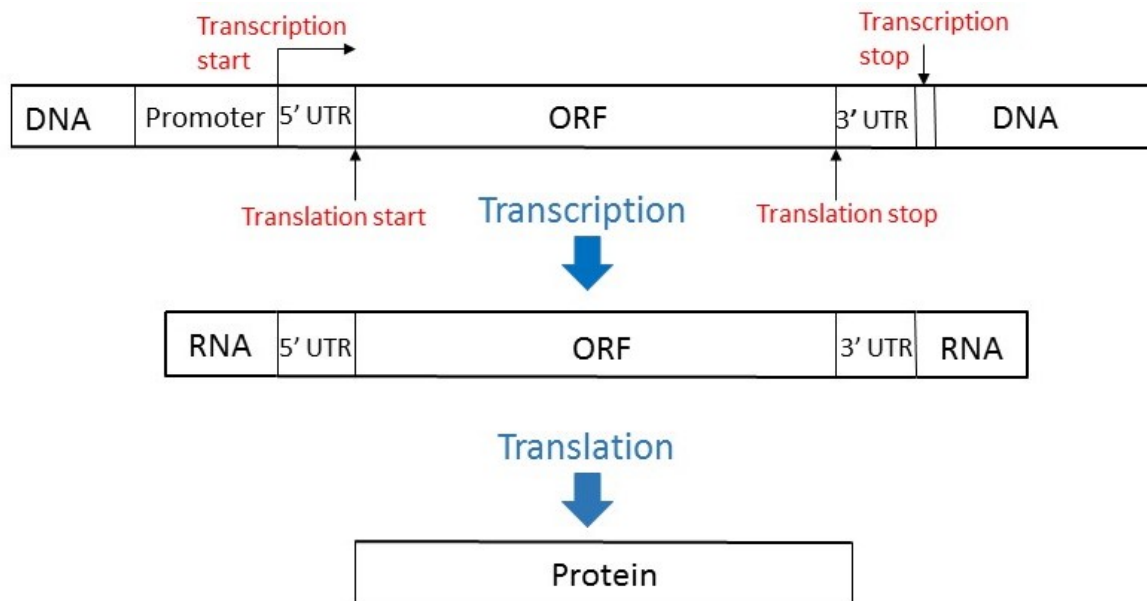 Transcription
start
Transcription
stop
DNA
Promoter
5’ UTR
ORF
3’ UTR
DNA
Translation start
Transcription
Translation stop
RNA
5’ UTR
ORF
3’ UTR
RNA
Translation
Protein